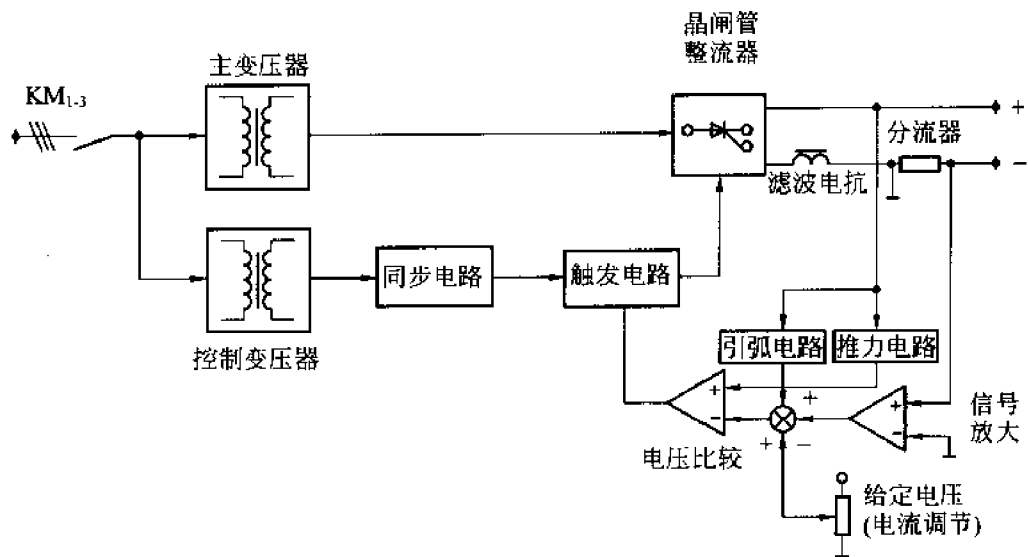 晶闸管
整流器
主变压器
KM1-3
+
分流器
−
滤波电抗
同步电路
触发电路
控制变压器
引弧电路
推力电路
+
−
+
+
−
+
−
信号
放大
电压比较
给定电压
(电流调节)